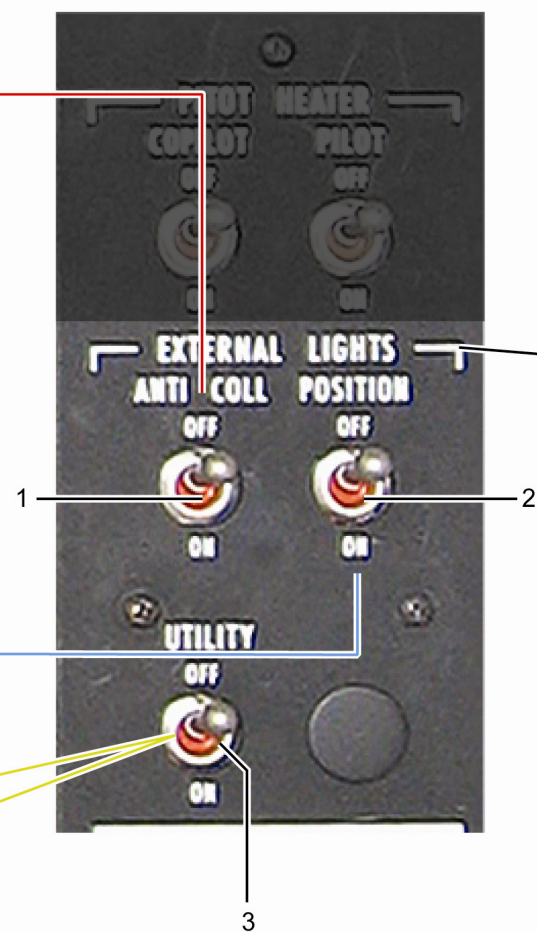 PITOT HEATER
COPILOT PILOT
OFF OFF
ON ON
EXTERNAL LIGHTS
ANTI COLL POSITION
OFF OFF
1 2
ON ON
UTILITY
OFF
ON
3